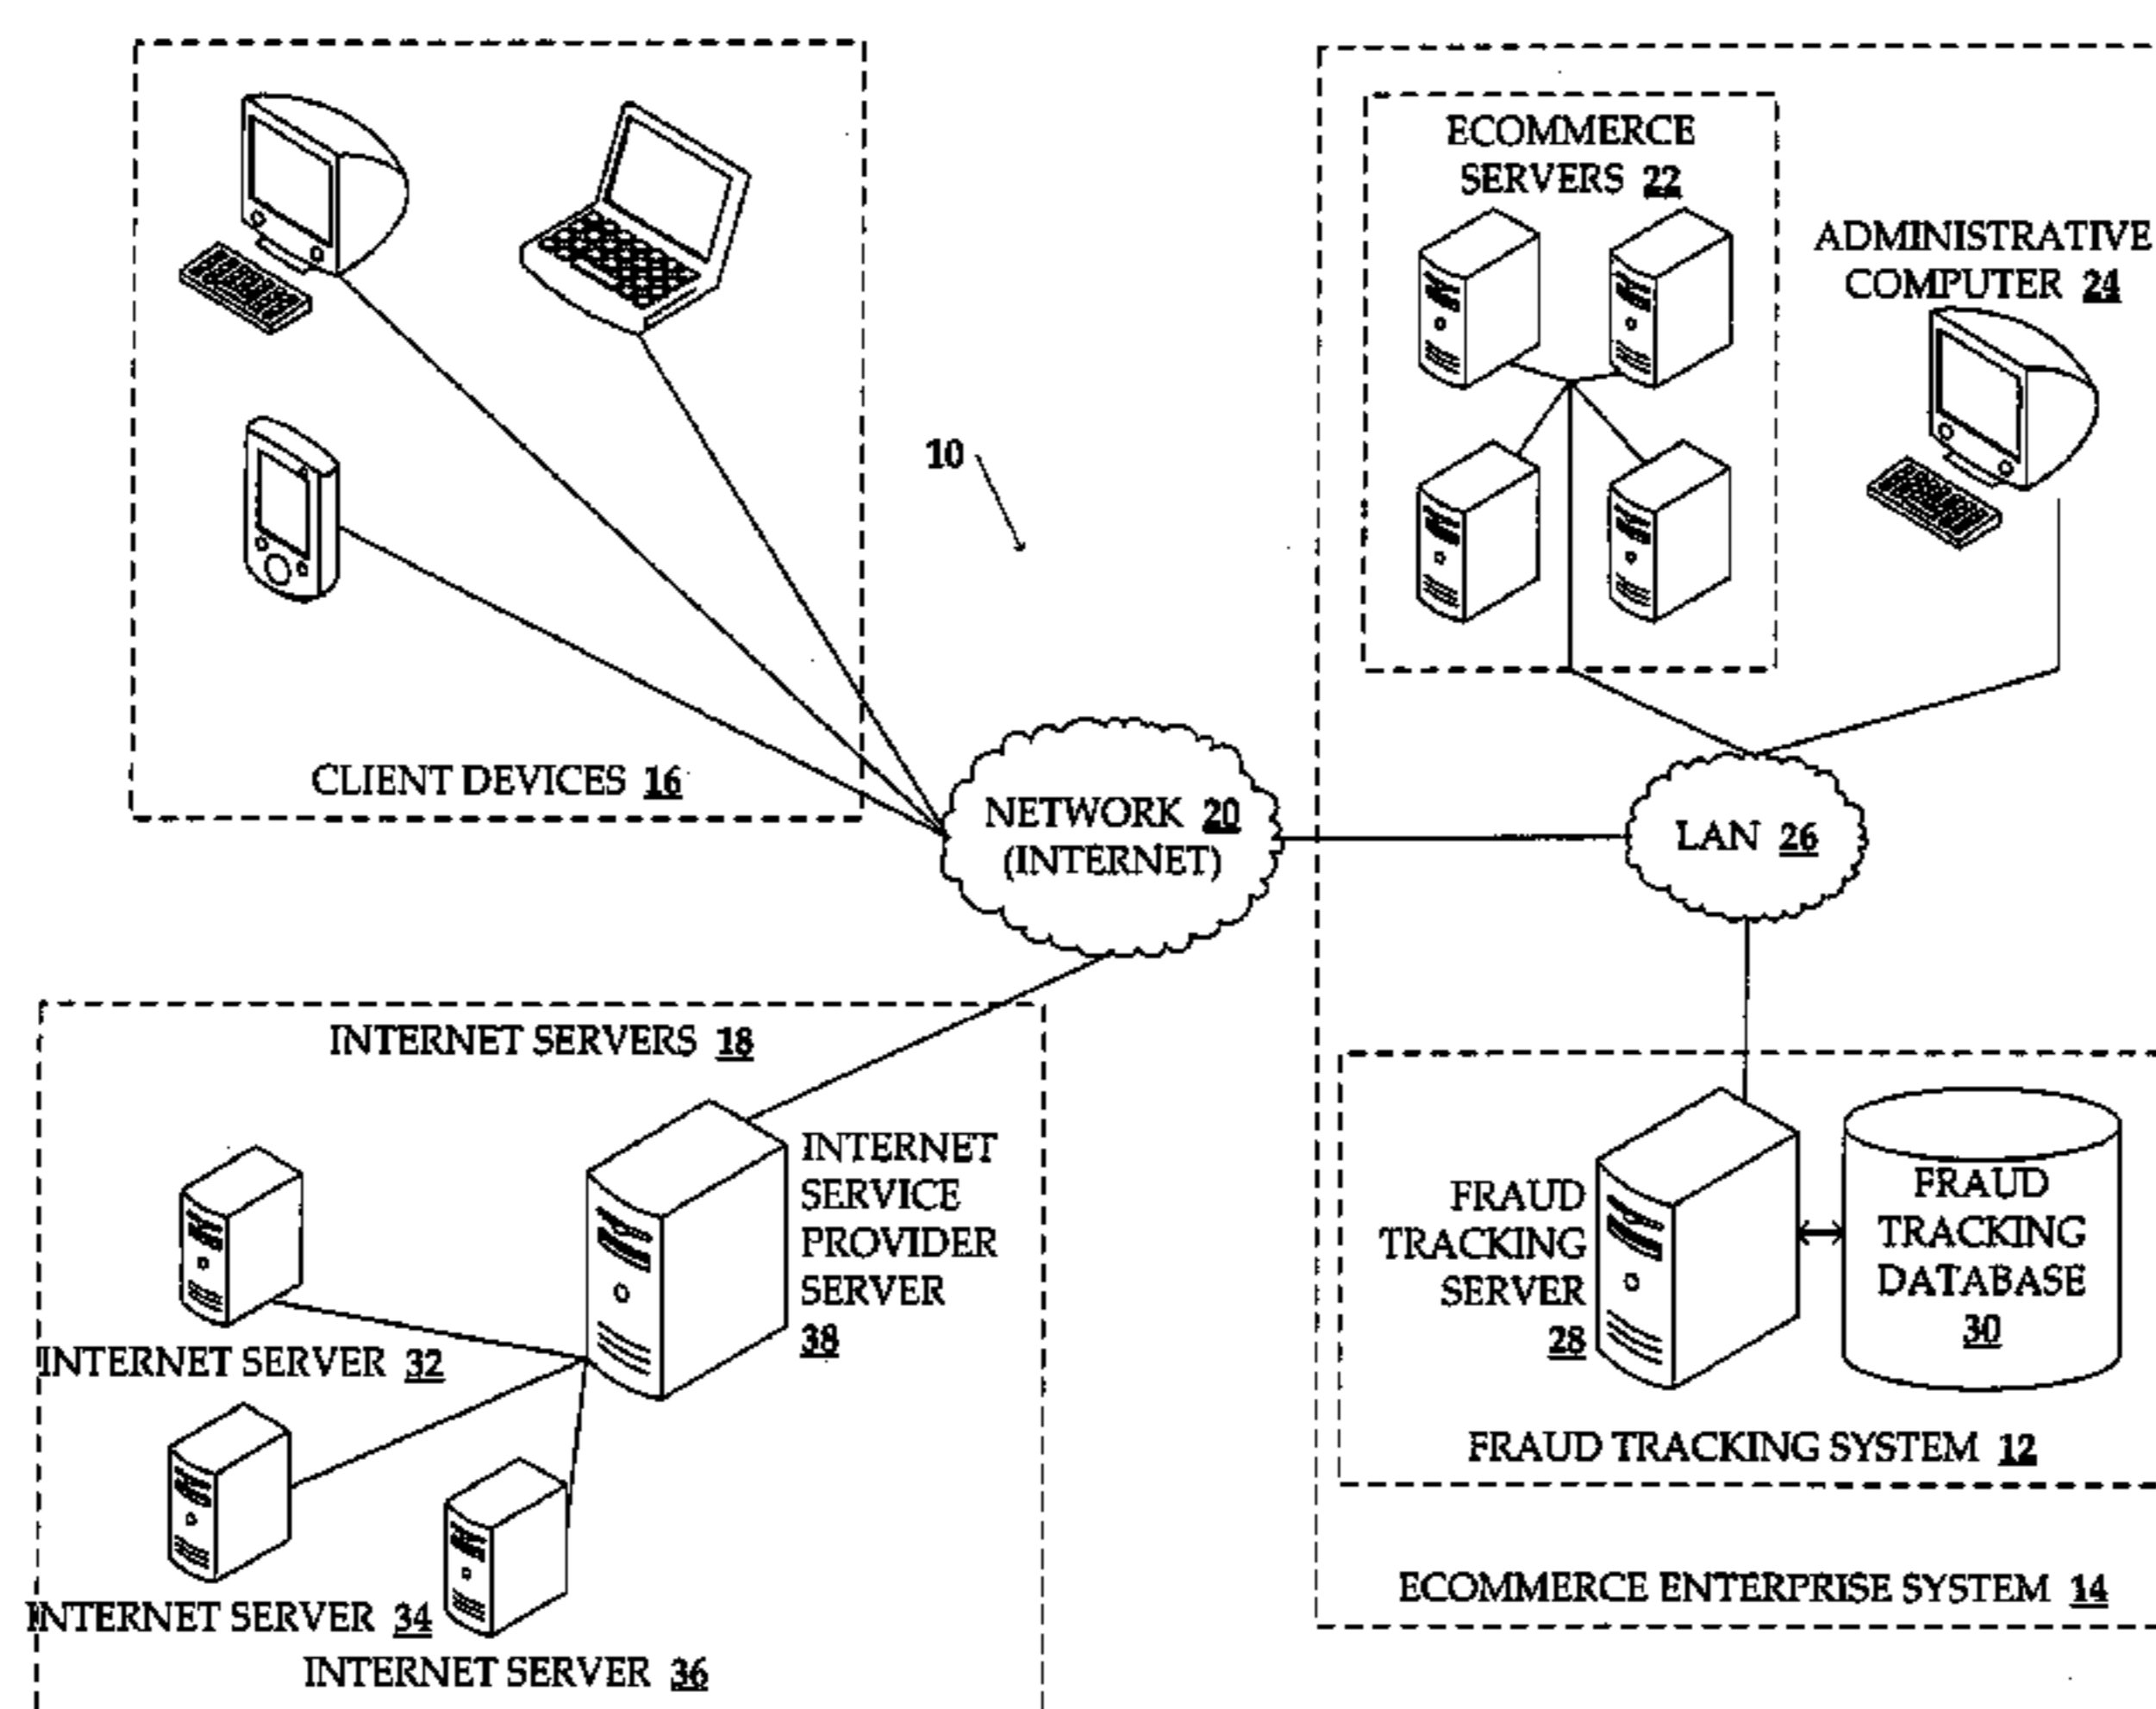 ECOMMERCE
SERVERS 22
ADMINISTRATIVE
COMPUTER 24
10
CLIENT DEVICES 16
NETWORK 20
(INTERNET)
LAN 26
INTERNET SERVERS 18
INTERNET
SERVICE
PROVIDER
SERVER
38
INTERNET SERVER 32
INTERNET SERVER 34
INTERNET SERVER 36
FRAUD
TRACKING
SERVER
28
FRAUD
TRACKING
DATABASE
30
FRAUD TRACKING SYSTEM 12
ECOMMERCE ENTERPRISE SYSTEM 14